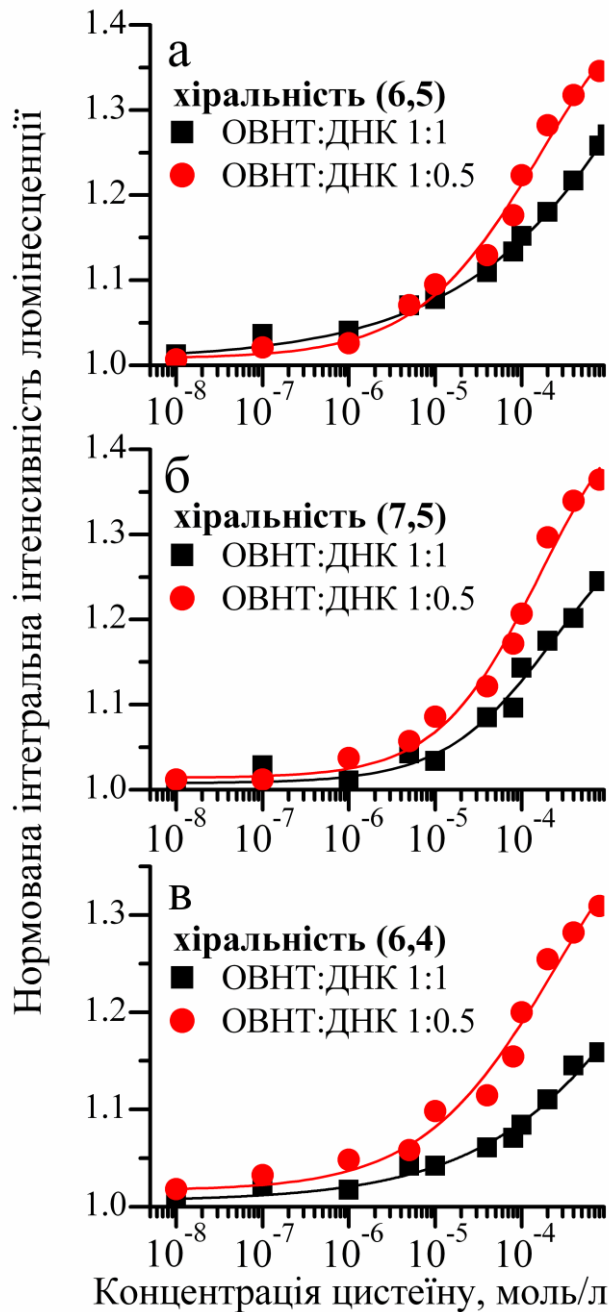 Нормована інтегральна інтенсивність люмінесценції
а
хіральність (6,5)
ОВНТ:ДНК 1:1
ОВНТ:ДНК 1:0.5
1.4
1.3
1.2
1.1
1.0
10⁻⁸ 10⁻⁷ 10⁻⁶ 10⁻⁵ 10⁻⁴
б
хіральність (7,5)
ОВНТ:ДНК 1:1
ОВНТ:ДНК 1:0.5
1.4
1.3
1.2
1.1
1.0
10⁻⁸ 10⁻⁷ 10⁻⁶ 10⁻⁵ 10⁻⁴
в
хіральність (6,4)
ОВНТ:ДНК 1:1
ОВНТ:ДНК 1:0.5
1.3
1.2
1.1
1.0
10⁻⁸ 10⁻⁷ 10⁻⁶ 10⁻⁵ 10⁻⁴
Концентрація цистеїну, моль/л